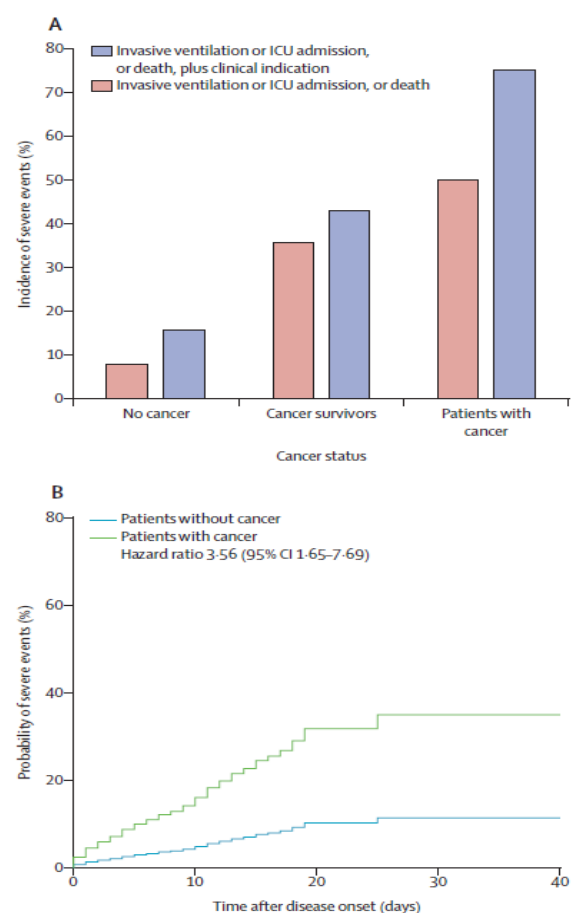 A
80
Invasive ventilation or ICU admission,
or death, plus clinical indication
Invasive ventilation or ICU admission, or death
70
60
50
40
30
20
10
0
Incidence of severe events (%)
No cancer
Cancer survivors
Patients with
cancer
Cancer status
B
80
Patients without cancer
Patients with cancer
Hazard ratio 3·56 (95% CI 1·65–7·69)
60
40
20
0
Probability of severe events (%)
0 10 20 30 40
Time after disease onset (days)